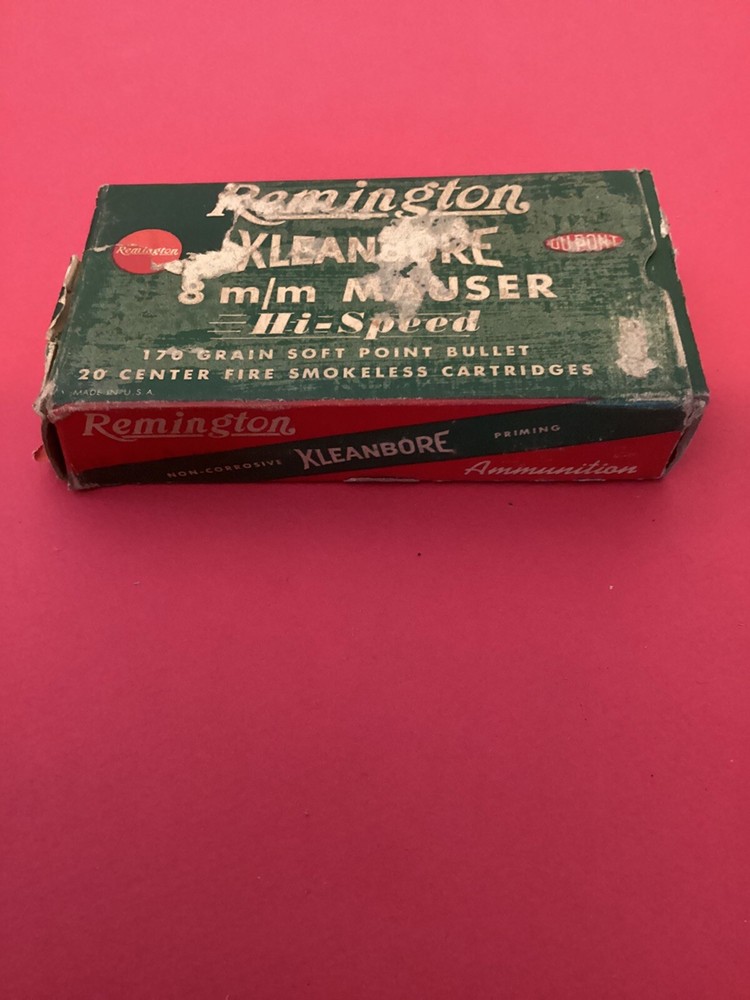 Remington
Remington
KLEANBORE
DU PONT
8 m/m MAUSER
Hi-Speed
170 GRAIN SOFT POINT BULLET
20 CENTER FIRE SMOKELESS CARTRIDGES
MADE IN U.S.A.
Remington
NON-CORROSIVE KLEANBORE PRIMING
Ammunition